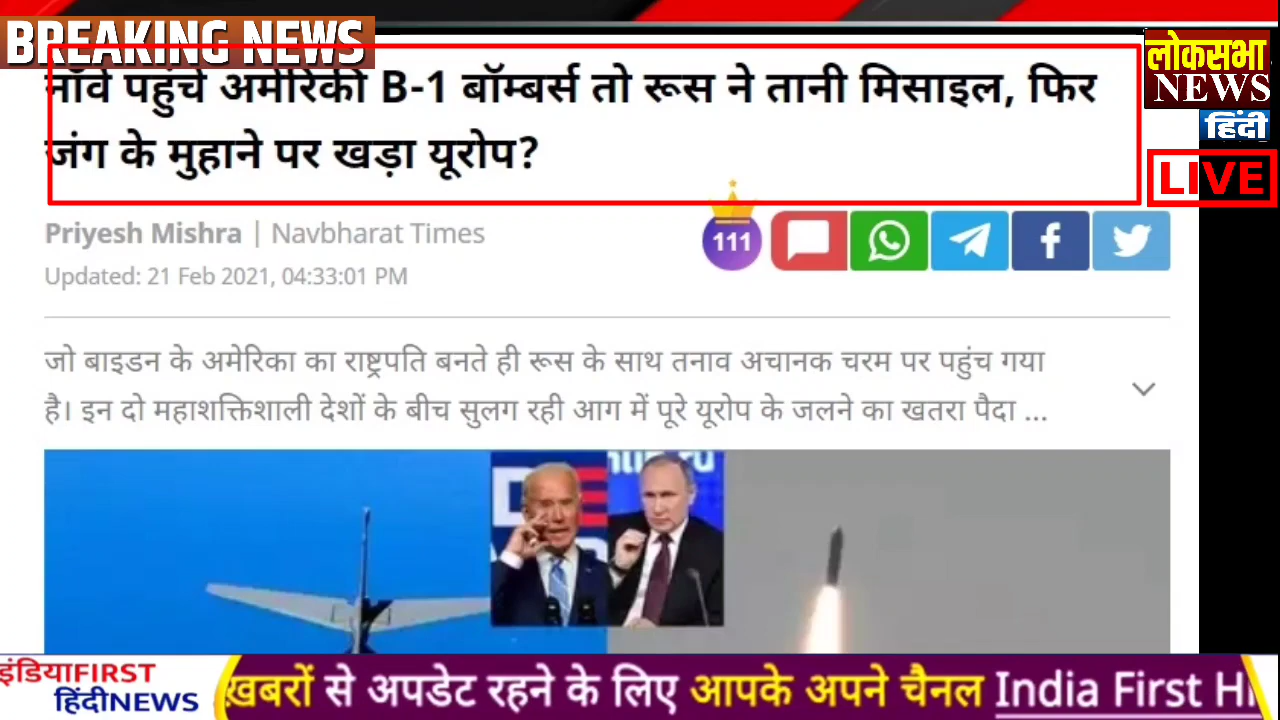 BREAKING NEWS
नॉर्वे पहुंचे अमेरिकी B-1 बॉम्बर्स तो रूस ने तानी मिसाइल, फिर
जंग के मुहाने पर खड़ा यूरोप?
लोकसभा
NEWS
हिंदी
LIVE
Priyesh Mishra | Navbharat Times
111
Updated: 21 Feb 2021, 04:33:01 PM
जो बाइडन के अमेरिका का राष्ट्रपति बनते ही रूस के साथ तनाव अचानक चरम पर पहुंच गया
है। इन दो महाशक्तिशाली देशों के बीच सुलग रही आग में पूरे यूरोप के जलने का खतरा पैदा ...
इंडियाFIRST
हिंदीNEWS
ख़बरों से अपडेट रहने के लिए आपके अपने चैनल India First Hi